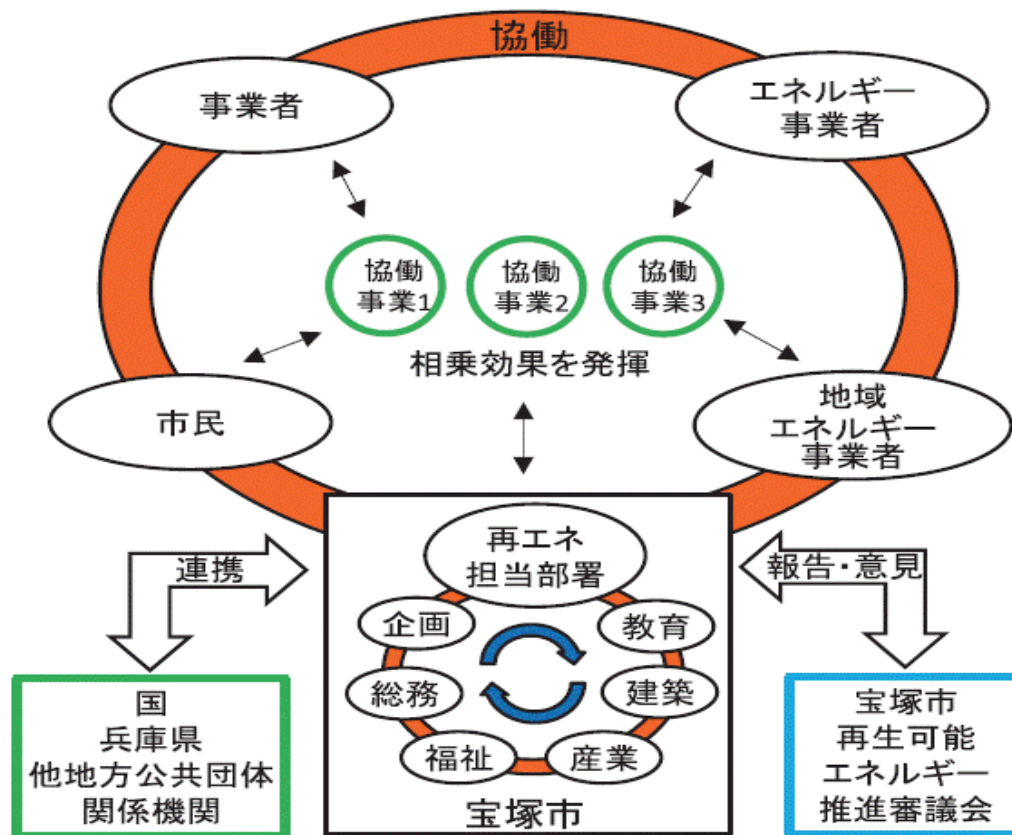 協働
事業者
エネルギー
事業者
協働
事業1
協働
事業2
協働
事業3
相乗効果を発揮
市民
地域
エネルギー
事業者
再エネ
担当部署
企画
教育
総務
建築
福祉
産業
宝塚市
連携
報告・意見
国
兵庫県
他地方公共団体
関係機関
宝塚市
再生可能
エネルギー
推進審議会